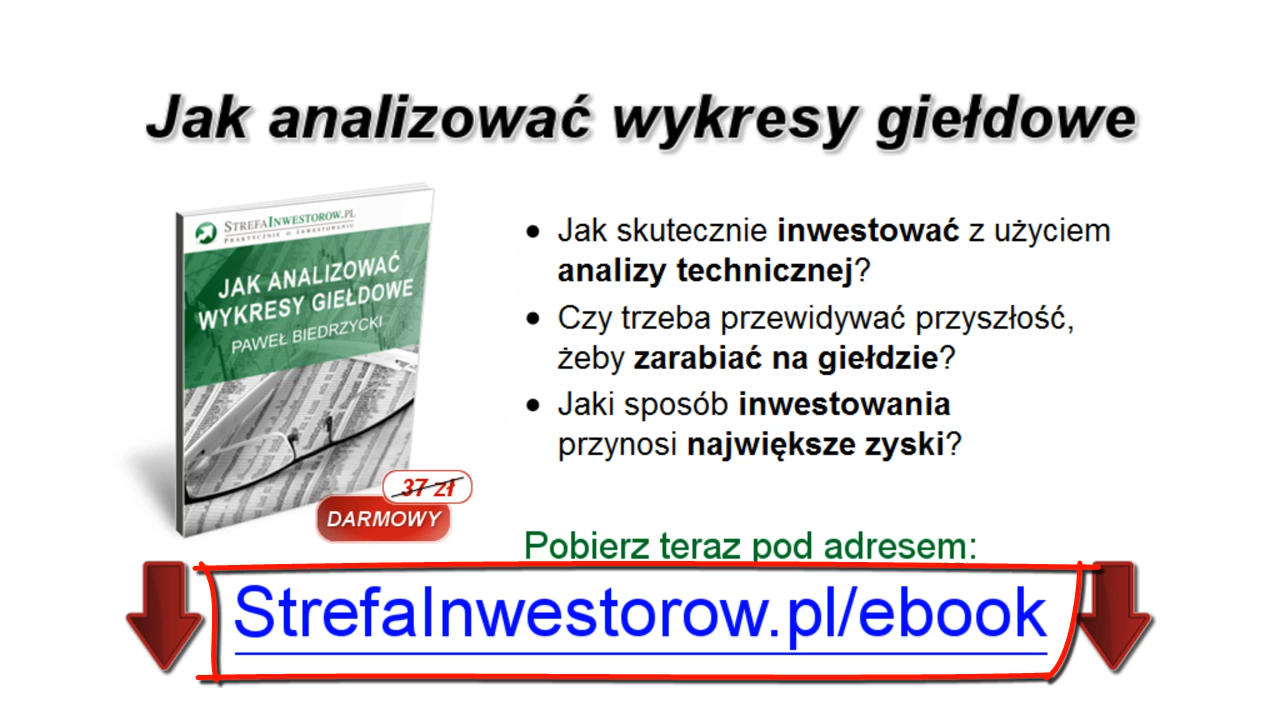 Jak analizować wykresy giełdowe
STREFAINWESTOROW.PL
PRAKTYCZNIE O INWESTOWANIU
JAK ANALIZOWAĆ
WYKRESY GIEŁDOWE
PAWEŁ BIEDRZYCKI
37 zł
DARMOWY
• Jak skutecznie inwestować z użyciem
analizy technicznej?
• Czy trzeba przewidywać przyszłość,
żeby zarabiać na giełdzie?
• Jaki sposób inwestowania
przynosi największe zyski?
Pobierz teraz pod adresem:
StrefaInwestorow.pl/ebook